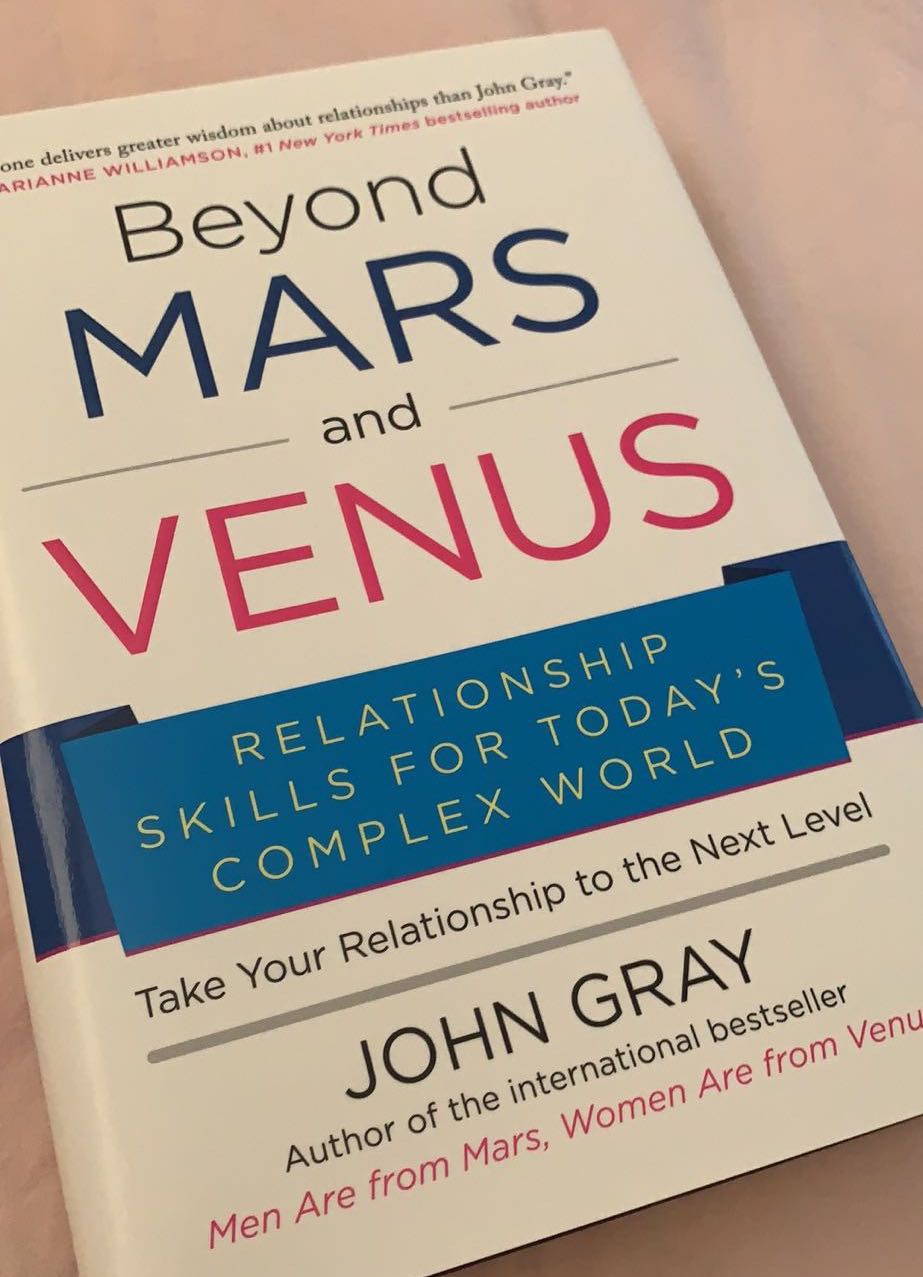 one delivers greater wisdom about relationships than John Gray."
ARIANNE WILLIAMSON, #1 New York Times bestselling author
Beyond
MARS
and
VENUS
RELATIONSHIP
SKILLS FOR TODAY'S
COMPLEX WORLD
Take Your Relationship to the Next Level
JOHN GRAY
Author of the international bestseller
Men Are from Mars, Women Are from Venu